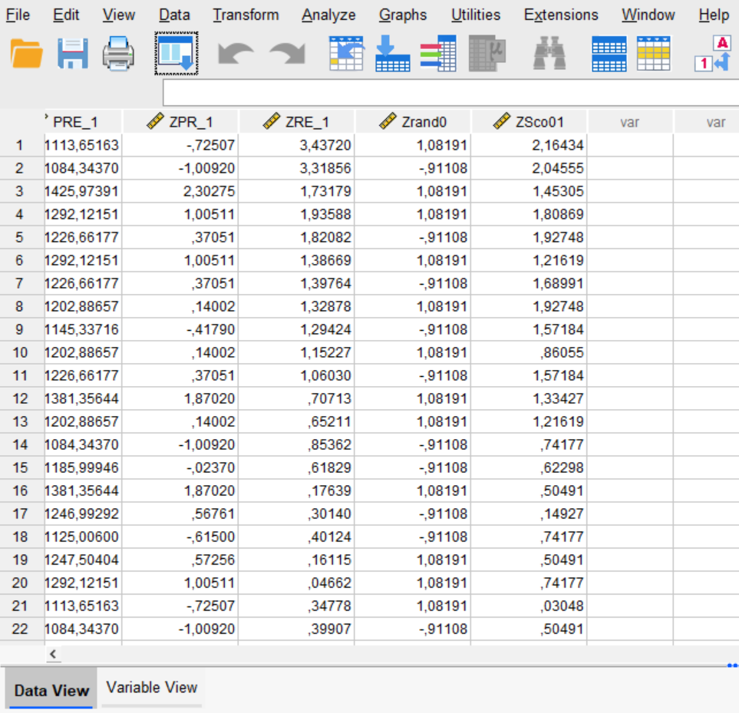 File Edit View Data Transform Analyze Graphs Utilities Extensions Window Help
A
1
PRE_1 ZPR_1 ZRE_1 Zrand0 ZSco01 var var
1 1113,65163 -,72507 3,43720 1,08191 2,16434
2 1084,34370 -1,00920 3,31856 -,91108 2,04555
3 1425,97391 2,30275 1,73179 1,08191 1,45305
4 1292,12151 1,00511 1,93588 1,08191 1,80869
5 1226,66177 ,37051 1,82082 -,91108 1,92748
6 1292,12151 1,00511 1,38669 1,08191 1,21619
7 1226,66177 ,37051 1,39764 -,91108 1,68991
8 1202,88657 ,14002 1,32878 1,08191 1,92748
9 1145,33716 -,41790 1,29424 -,91108 1,57184
10 1202,88657 ,14002 1,15227 1,08191 ,86055
11 1226,66177 ,37051 1,06030 -,91108 1,57184
12 1381,35644 1,87020 ,70713 1,08191 1,33427
13 1202,88657 ,14002 ,65211 1,08191 1,21619
14 1084,34370 -1,00920 ,85362 -,91108 ,74177
15 1185,99946 -,02370 ,61829 -,91108 ,62298
16 1381,35644 1,87020 ,17639 1,08191 ,50491
17 1246,99292 ,56761 ,30140 -,91108 ,14927
18 1125,00600 -,61500 ,40124 -,91108 ,74177
19 1247,50404 ,57256 ,16115 1,08191 ,50491
20 1292,12151 1,00511 ,04662 1,08191 ,74177
21 1113,65163 -,72507 ,34778 1,08191 ,03048
22 1084,34370 -1,00920 ,39907 -,91108 ,50491
Data View Variable View